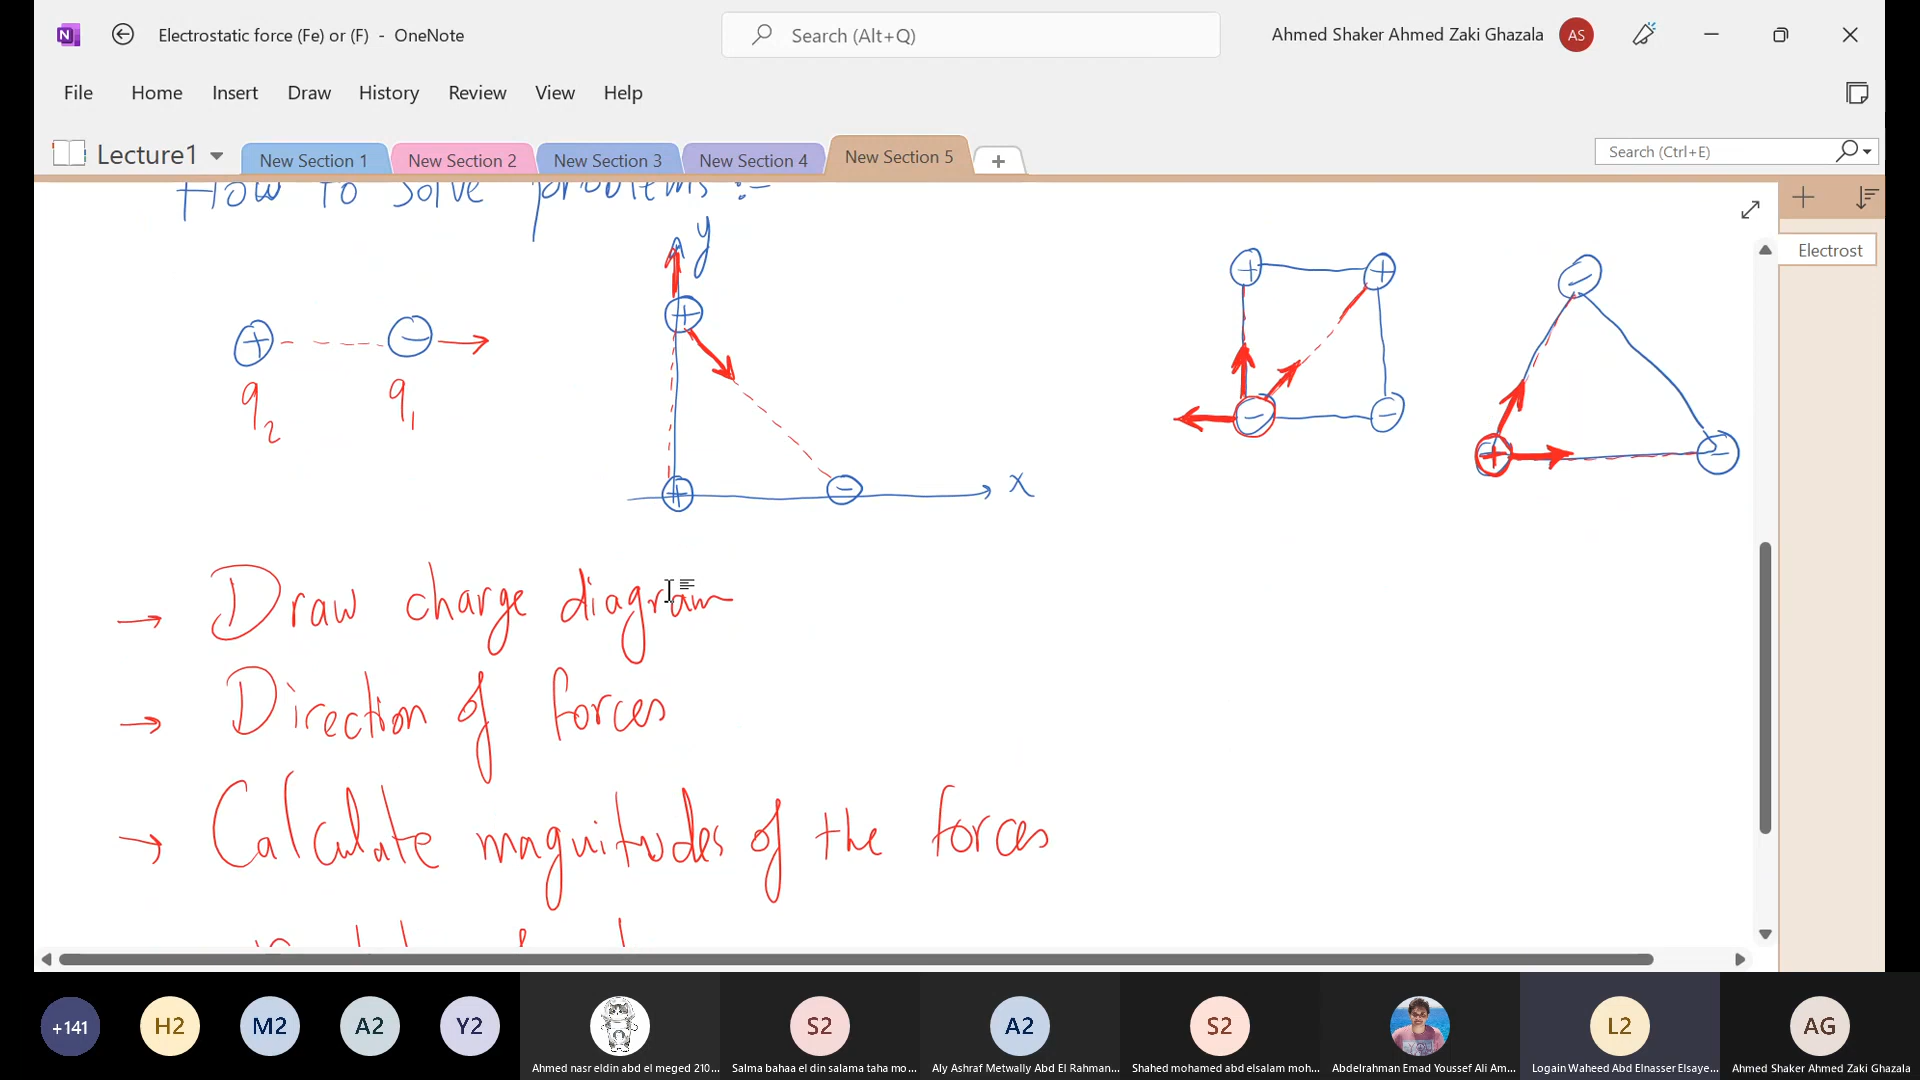 Electrostatic force (Fe) or (F) - OneNote
Search (Alt+Q)
Ahmed Shaker Ahmed Zaki Ghazala
AS
File Home Insert Draw History Review View Help
Lecture1
New Section 1
New Section 2
New Section 3
New Section 4
New Section 5
+
Search (Ctrl+E)
Electrost
How To Solve problems :-
y
+ -
q2 q1
+
+ - x
+ +
- -
-
+ -
→ Draw charge diagram
→ Direction of forces
→ Calculate magnitudes of the forces
+141
H2
M2
A2
Y2
S2
A2
S2
L2
AG
Ahmed nasr eldin abd el meged 210...
Salma bahaa el din salama taha mo...
Aly Ashraf Metwally Abd El Rahman...
Shahed mohamed abd elsalam moh...
Abdelrahman Emad Youssef Ali Am...
Logain Waheed Abd Elnasser Elsaye...
Ahmed Shaker Ahmed Zaki Ghazala